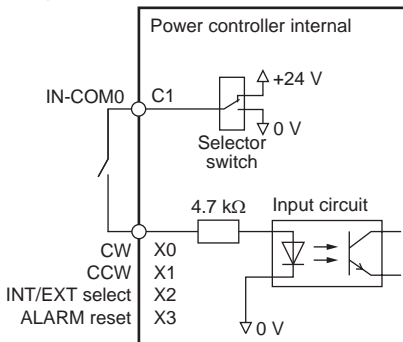 Power controller internal
+24 V
IN-COM0 C1
0 V
Selector
switch
4.7 kΩ
Input circuit
CW X0
CCW X1
INT/EXT select X2
ALARM reset X3
0 V